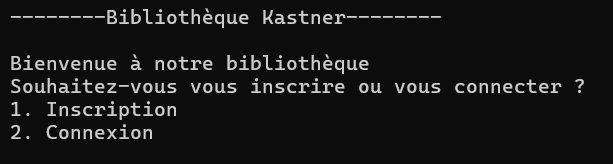 --------Bibliothèque Kastner--------
Bienvenue à notre bibliothèque
Souhaitez-vous vous inscrire ou vous connecter ?
1. Inscription
2. Connexion